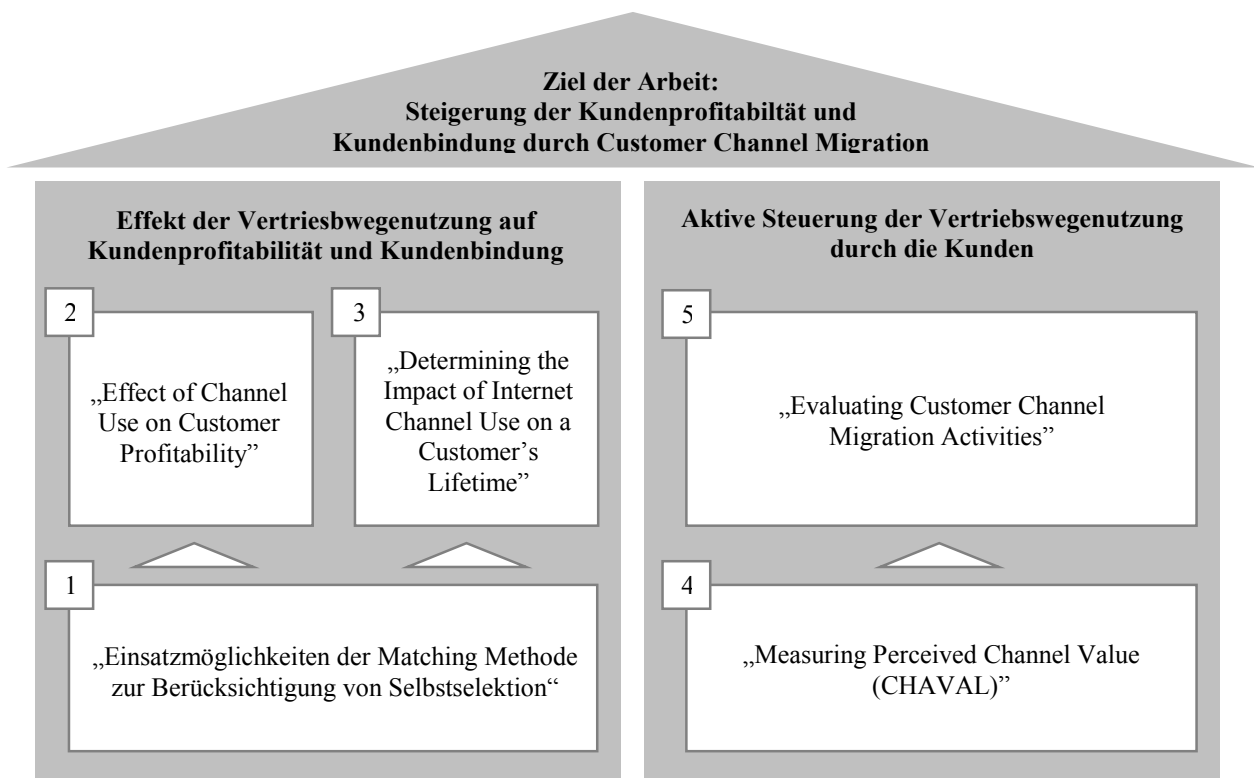 Ziel der Arbeit:
Steigerung der Kundenprofitabiltät und
Kundenbindung durch Customer Channel Migration
Effekt der Vertriesbwegenutzung auf
Kundenprofitabilität und Kundenbindung
2
„Effect of Channel
Use on Customer
Profitability”
3
„Determining the
Impact of Internet
Channel Use on a
Customer’s
Lifetime”
1
„Einsatzmöglichkeiten der Matching Methode
zur Berücksichtigung von Selbstselektion“
Aktive Steuerung der Vertriebswegenutzung
durch die Kunden
5
„Evaluating Customer Channel
Migration Activities”
4
„Measuring Perceived Channel Value
(CHAVAL)”